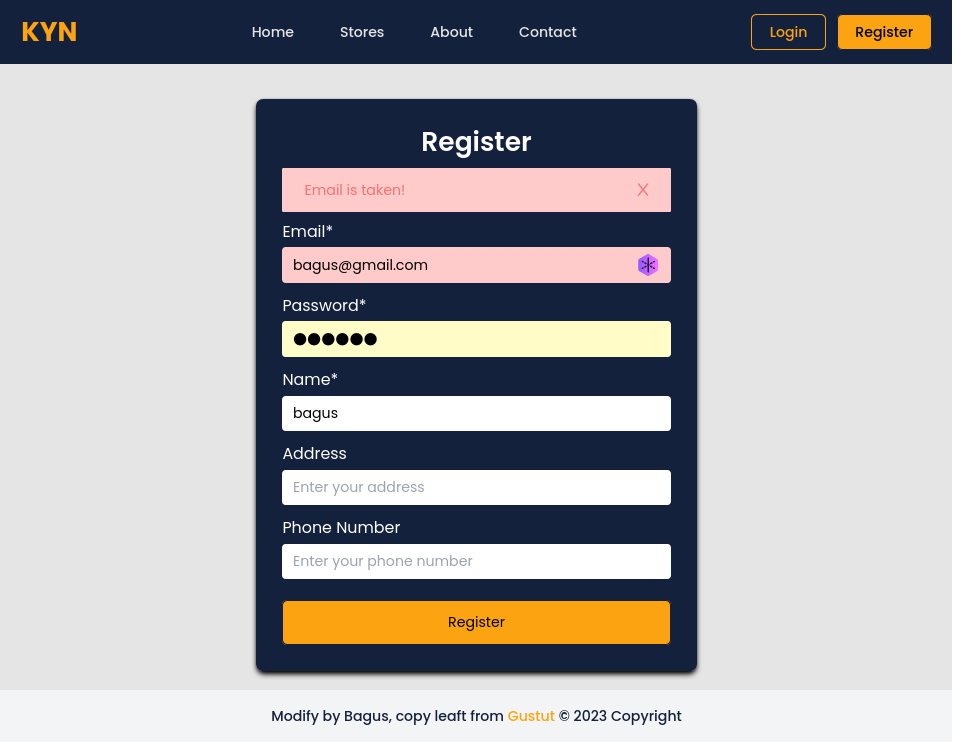 KYN Home Stores About Contact Login Register
Register
Email is taken! X
Email*
bagus@gmail.com
Password*
●●●●●●
Name*
bagus
Address
Enter your address
Phone Number
Enter your phone number
Register
Modify by Bagus, copy leaft from Gustut © 2023 Copyright